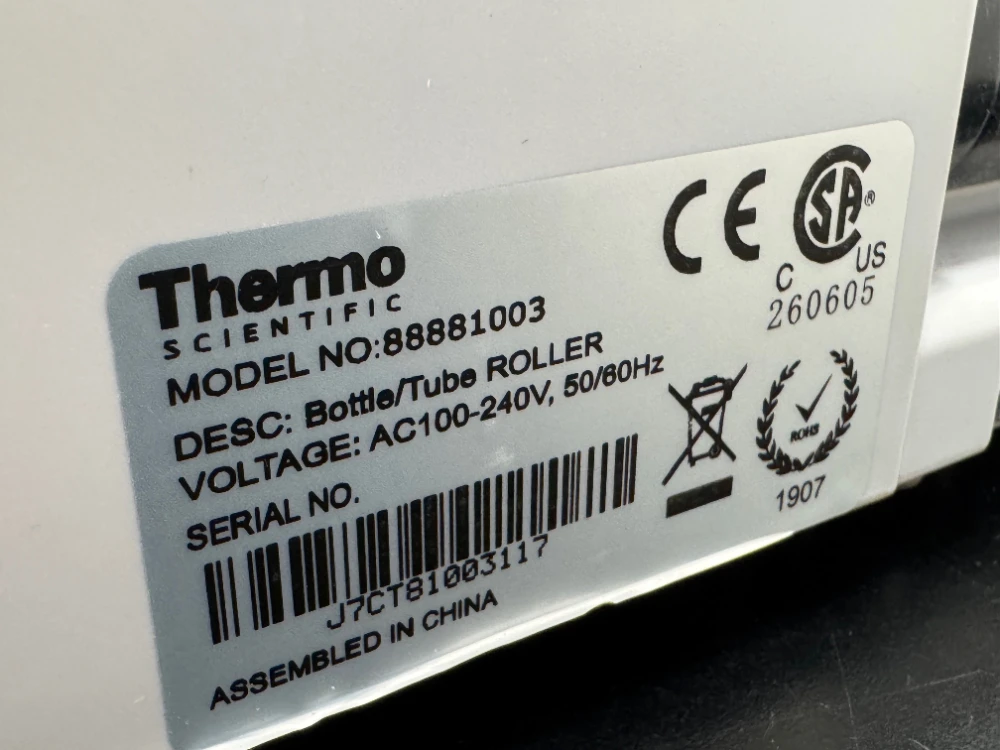 Thermo
SCIENTIFIC
MODEL NO:88881003
DESC: Bottle/Tube ROLLER
VOLTAGE: AC100-240V, 50/60Hz
SERIAL NO.
J7CT81003117
ASSEMBLED IN CHINA
CE
CSA®
C US
260605
ROHS
1907